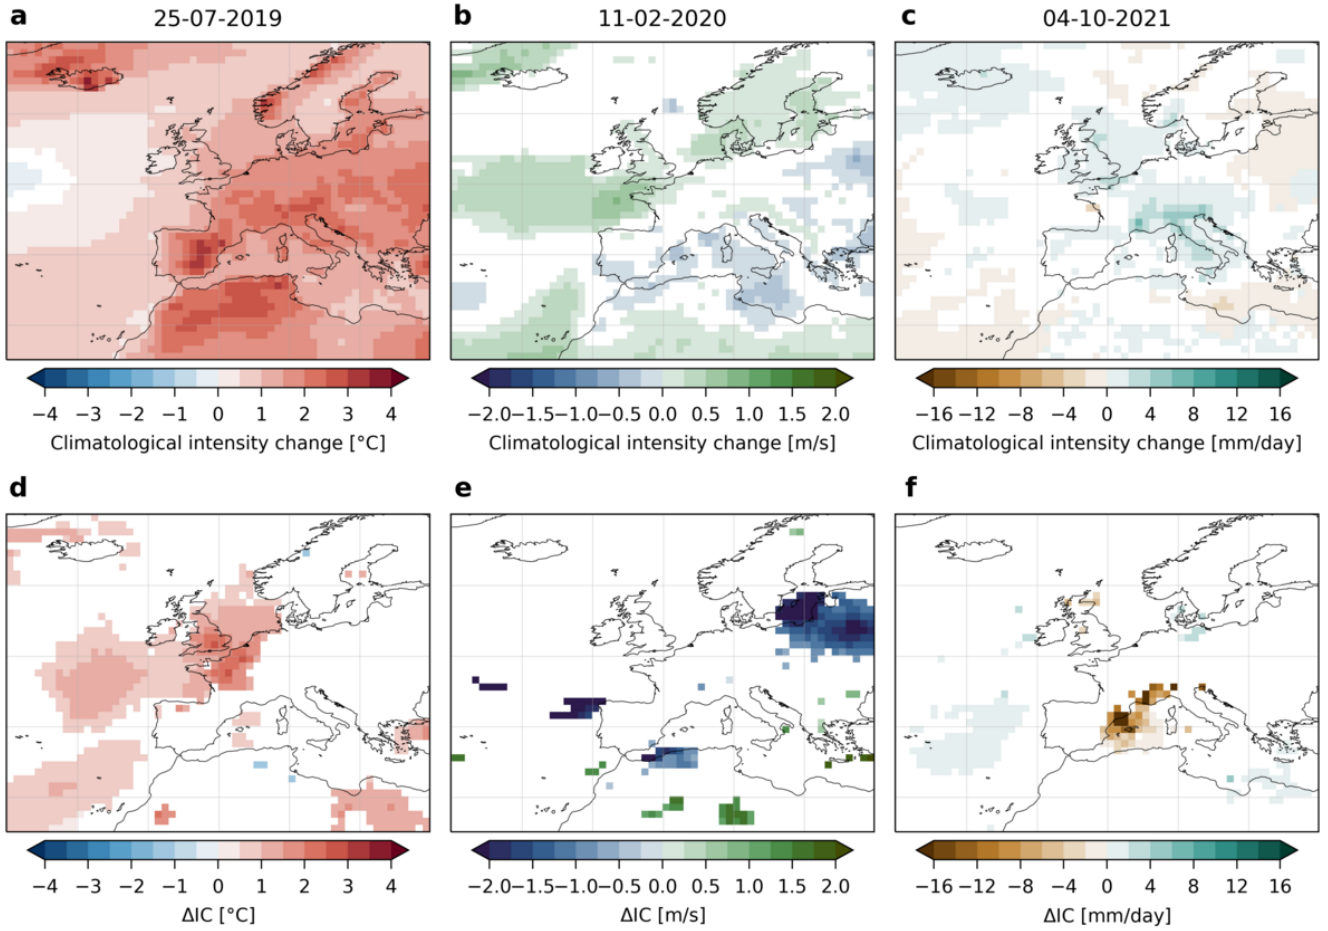 a 25-07-2019 b 11-02-2020 c 04-10-2021
−4 −3 −2 −1 0 1 2 3 4
Climatological intensity change [°C]
−2.0−1.5−1.0−0.5 0.0 0.5 1.0 1.5 2.0
Climatological intensity change [m/s]
−16 −12 −8 −4 0 4 8 12 16
Climatological intensity change [mm/day]
d e f
−4 −3 −2 −1 0 1 2 3 4
ΔIC [°C]
−2.0−1.5−1.0−0.5 0.0 0.5 1.0 1.5 2.0
ΔIC [m/s]
−16 −12 −8 −4 0 4 8 12 16
ΔIC [mm/day]